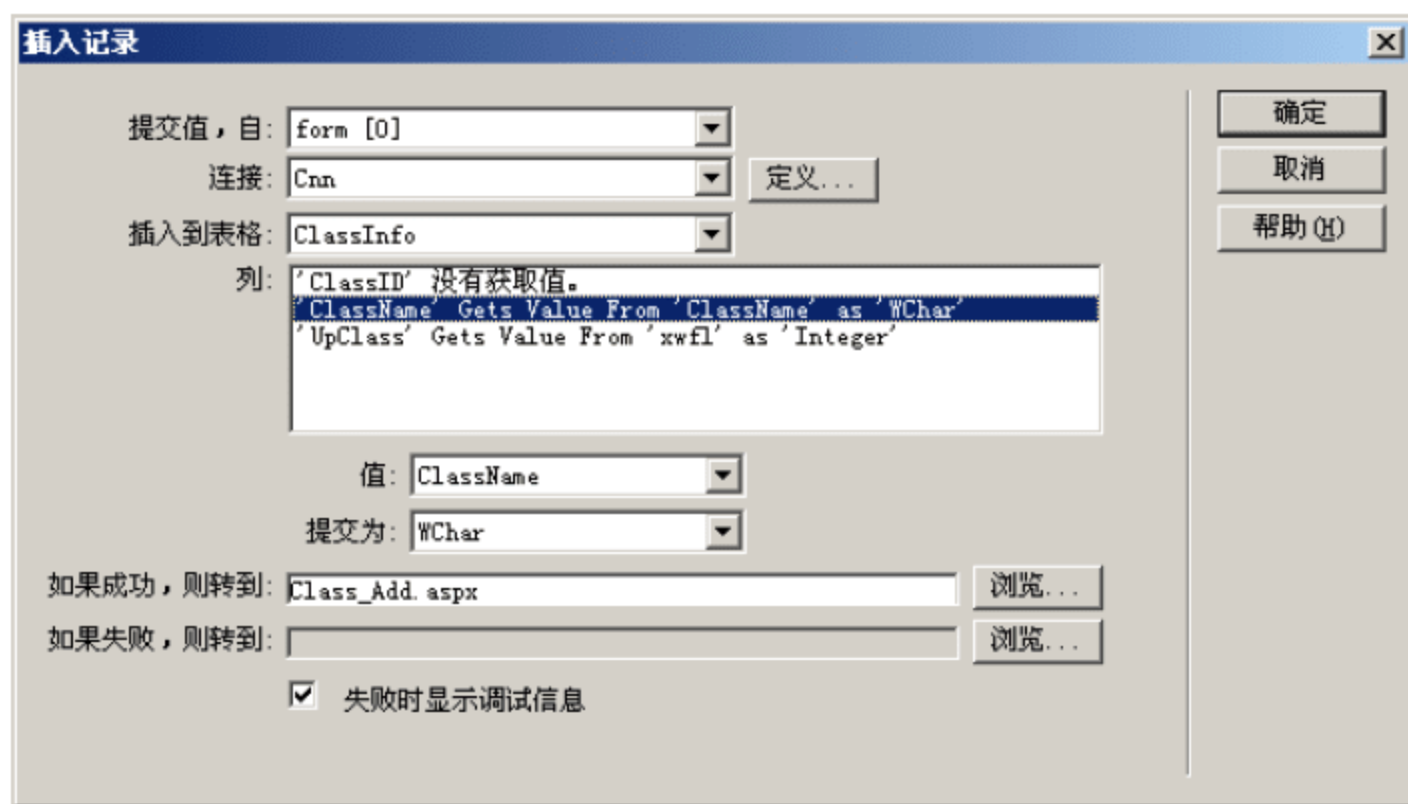 插入记录
提交值，自: form [0]
确定
连接: Cnn 定义...
取消
插入到表格: ClassInfo
帮助(H)
列: 'ClassID' 没有获取值。
'ClassName' Gets Value From 'ClassName' as 'WChar'
'UpClass' Gets Value From 'xwfl' as 'Integer'
值: ClassName
提交为: WChar
如果成功，则转到: Class_Add.aspx 浏览...
如果失败，则转到: 浏览...
失败时显示调试信息